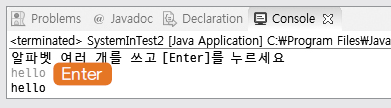 Problems @ Javadoc Declaration Console
<terminated> SystemInTest2 [Java Application] C:₩Program Files₩Java
알파벳 여러 개를 쓰고 [Enter]를 누르세요
hello Enter
hello